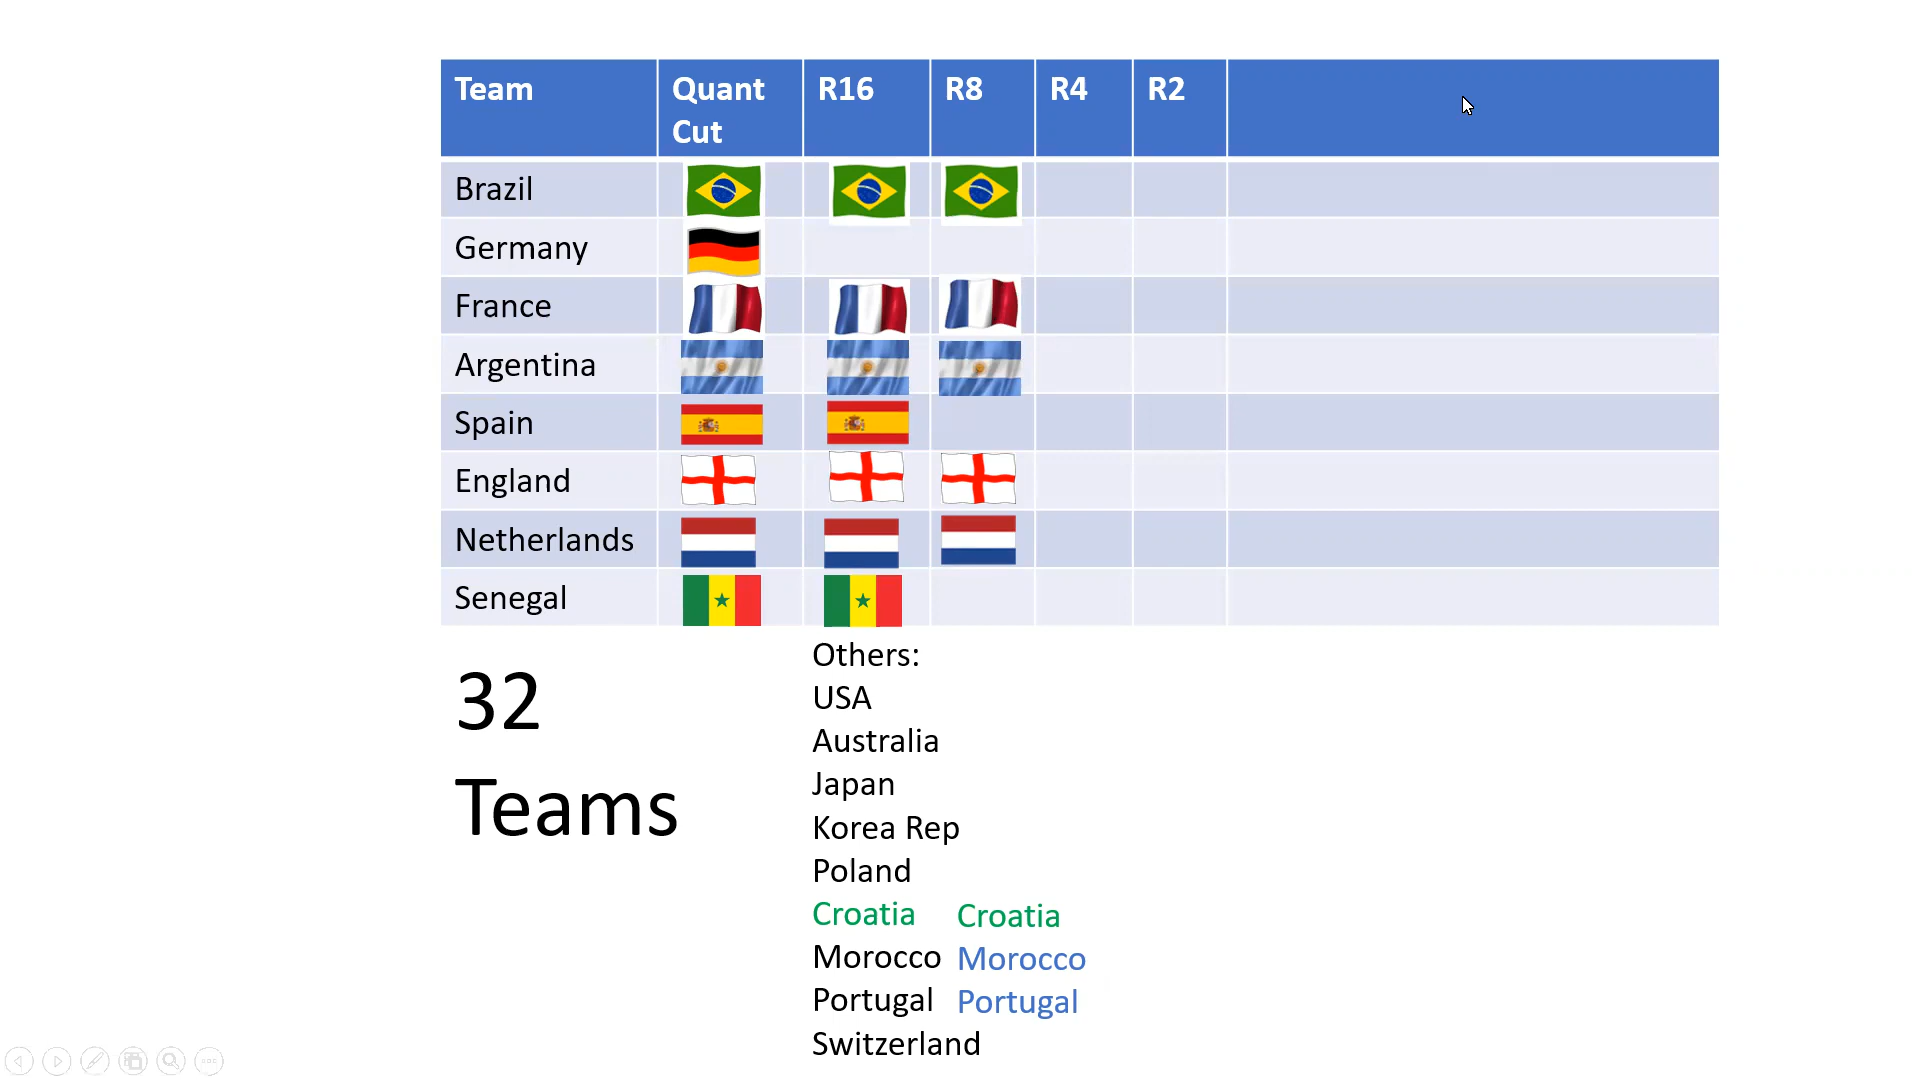 Team Quant Cut R16 R8 R4 R2
Brazil
Germany
France
Argentina
Spain
England
Netherlands
Senegal
32
Teams
Others:
USA
Australia
Japan
Korea Rep
Poland
Croatia Croatia
Morocco Morocco
Portugal Portugal
Switzerland